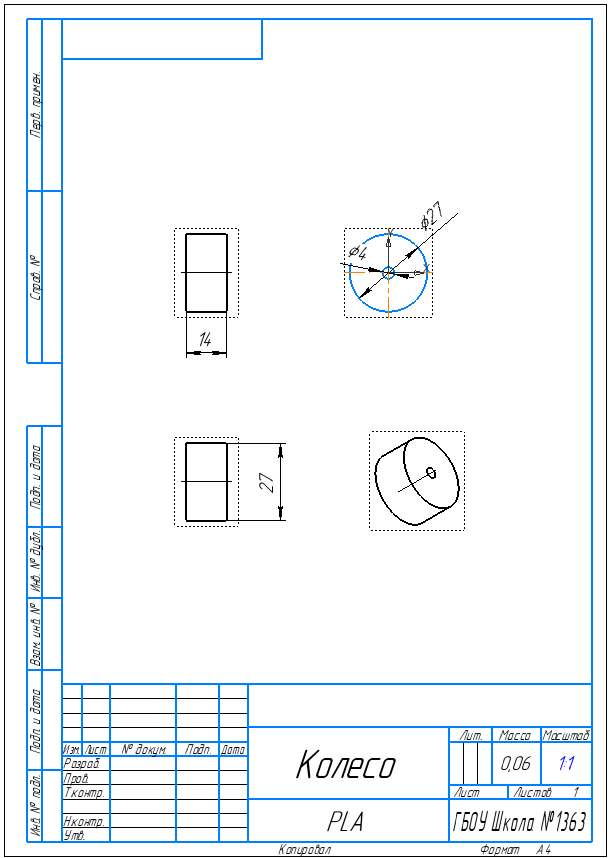 Перв. примен.
Справ. №
Подп. и дата
Инв. № дубл.
Взам. инв. №
Подп. и дата
Инв. № подл.
ϕ27
ϕ4
14
27
Изм. Лист № докум. Подп. Дата
Разраб.
Пров.
Т.контр.
Н.контр.
Утв.
Колесо
PLA
Лит. Масса Масштаб
0,06 1:1
Лист Листов 1
ГБОУ Школа №1363
Копировал Формат А4